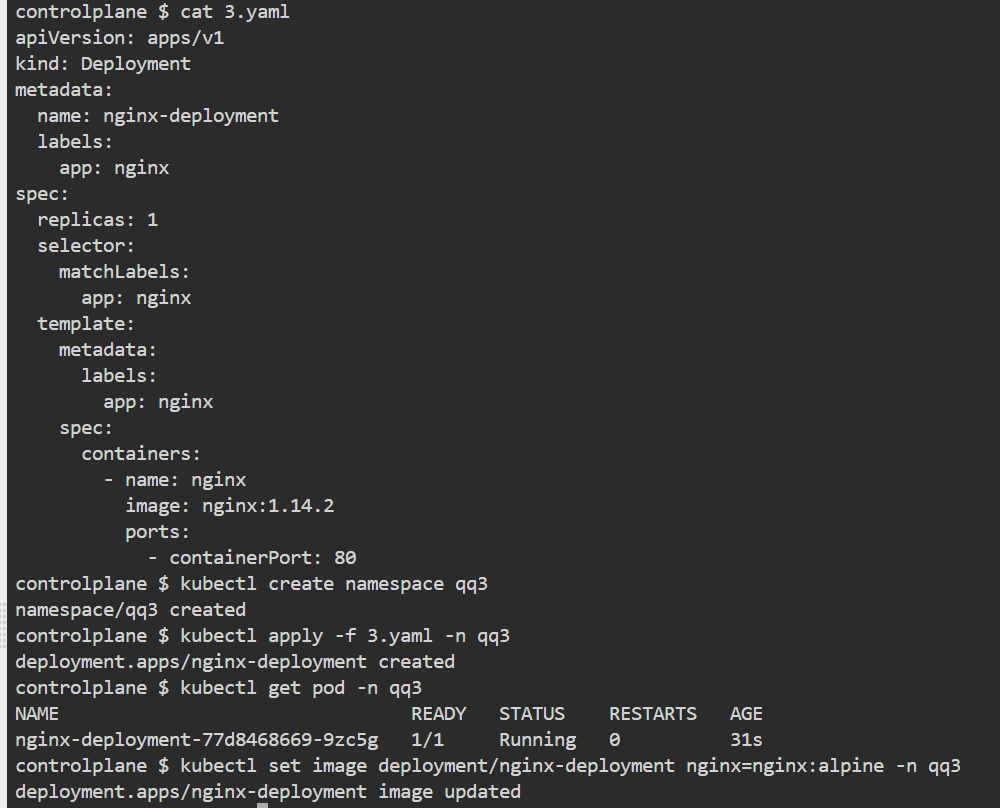 controlplane $ cat 3.yaml
apiVersion: apps/v1
kind: Deployment
metadata:
  name: nginx-deployment
  labels:
    app: nginx
spec:
  replicas: 1
  selector:
    matchLabels:
      app: nginx
  template:
    metadata:
      labels:
        app: nginx
    spec:
      containers:
        - name: nginx
          image: nginx:1.14.2
          ports:
            - containerPort: 80
controlplane $ kubectl create namespace qq3
namespace/qq3 created
controlplane $ kubectl apply -f 3.yaml -n qq3
deployment.apps/nginx-deployment created
controlplane $ kubectl get pod -n qq3
NAME                                READY   STATUS    RESTARTS   AGE
nginx-deployment-77d8468669-9zc5g   1/1     Running   0          31s
controlplane $ kubectl set image deployment/nginx-deployment nginx=nginx:alpine -n qq3
deployment.apps/nginx-deployment image updated